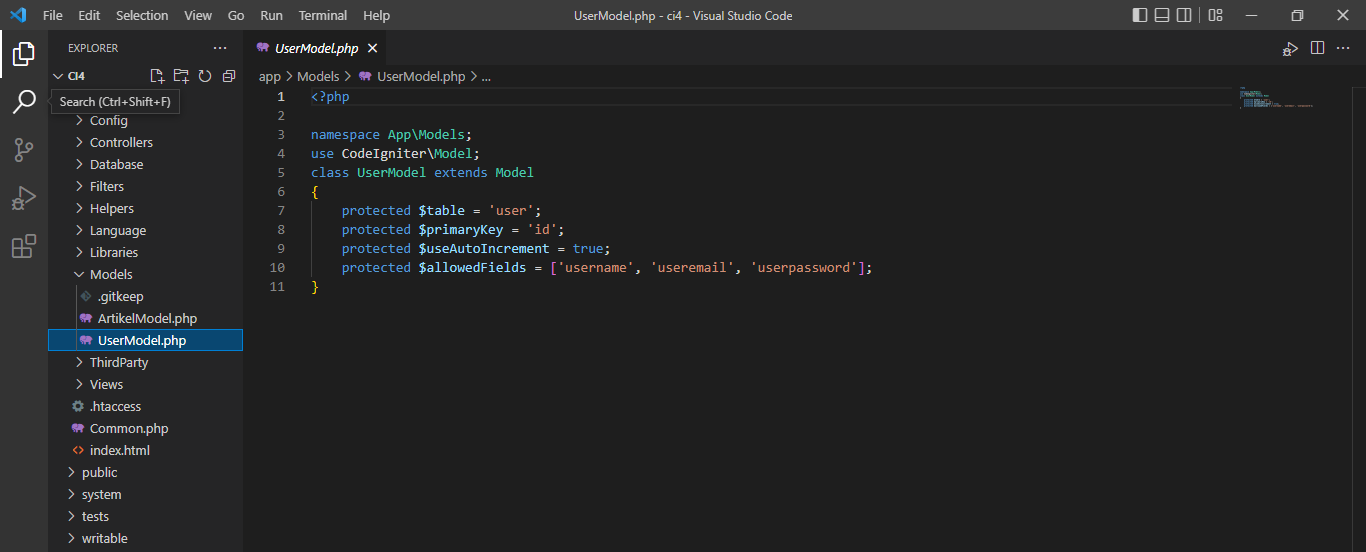 File Edit Selection View Go Run Terminal Help UserModel.php - ci4 - Visual Studio Code
EXPLORER ...
CI4
Search (Ctrl+Shift+F)
Config
Controllers
Database
Filters
Helpers
Language
Libraries
Models
.gitkeep
ArtikelModel.php
UserModel.php
ThirdParty
Views
.htaccess
Common.php
index.html
public
system
tests
writable
UserModel.php
app > Models > UserModel.php > ...
1 <?php
2
3 namespace App\Models;
4 use CodeIgniter\Model;
5 class UserModel extends Model
6 {
7     protected $table = 'user';
8     protected $primaryKey = 'id';
9     protected $useAutoIncrement = true;
10     protected $allowedFields = ['username', 'useremail', 'userpassword'];
11 }